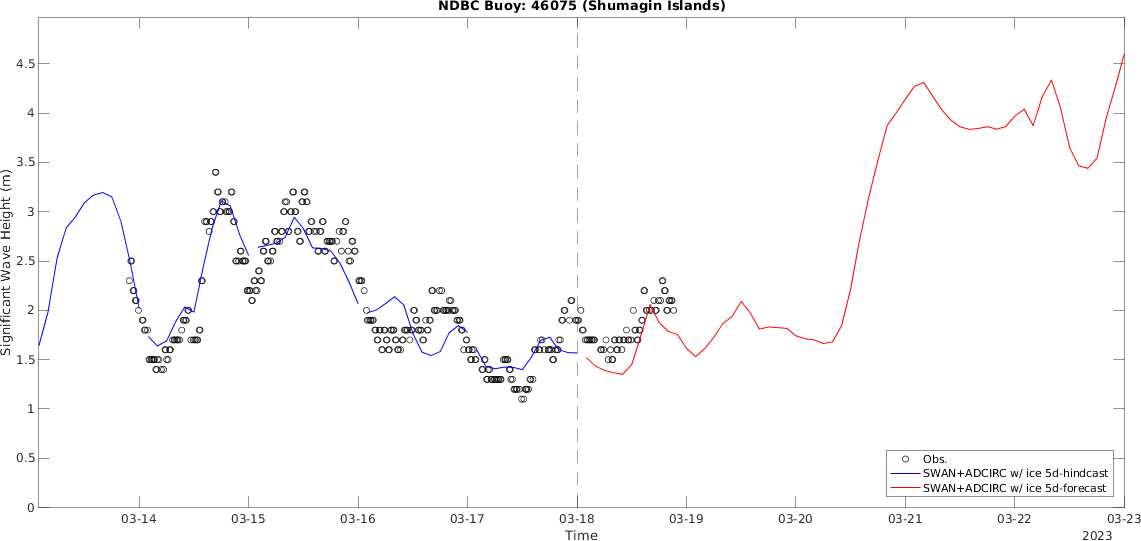 NDBC Buoy: 46075 (Shumagin Islands)
Significant Wave Height (m)
4.5
4
3.5
3
2.5
2
1.5
1
0.5
0
03-14 03-15 03-16 03-17 03-18 03-19 03-20 03-21 03-22 03-23
Time
2023
Obs.
SWAN+ADCIRC w/ ice 5d-hindcast
SWAN+ADCIRC w/ ice 5d-forecast